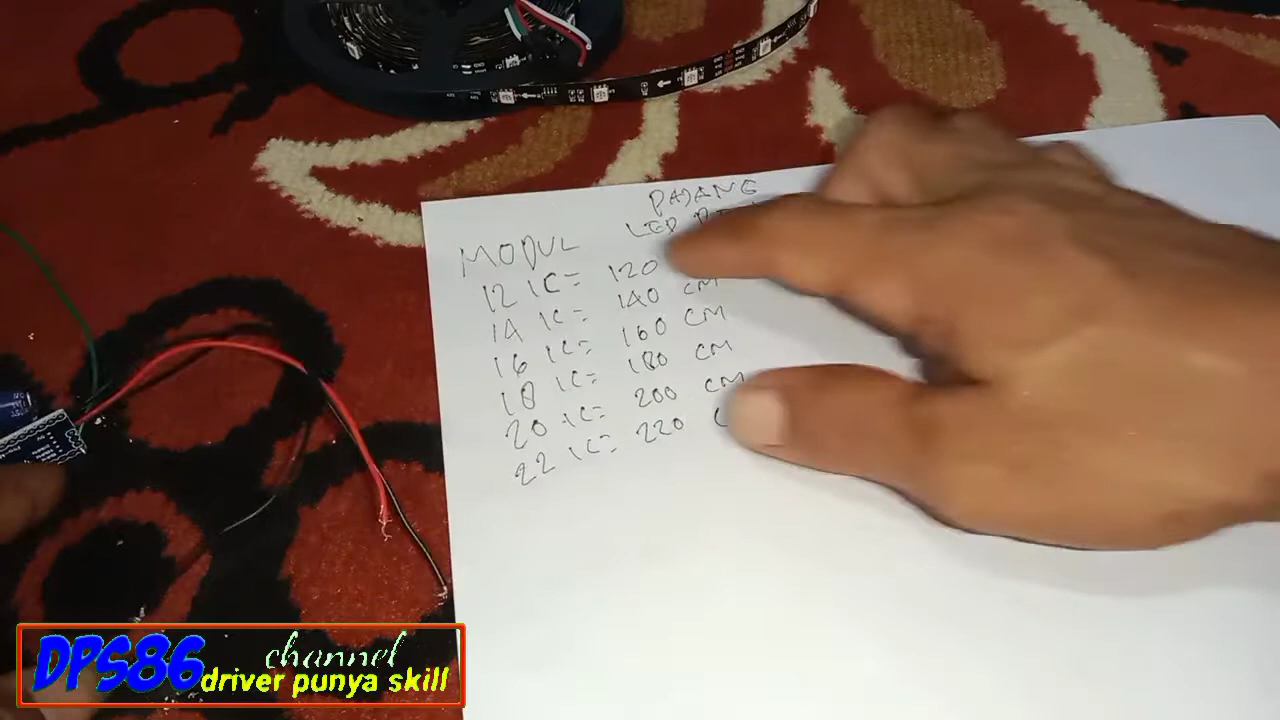 PAJANG
LED
MODUL
12 IC = 120
14 IC = 140 CM
16 IC = 160 CM
18 IC = 180 CM
20 IC = 200 CM
22 IC = 220 C
DPS86 channel
driver punya skill